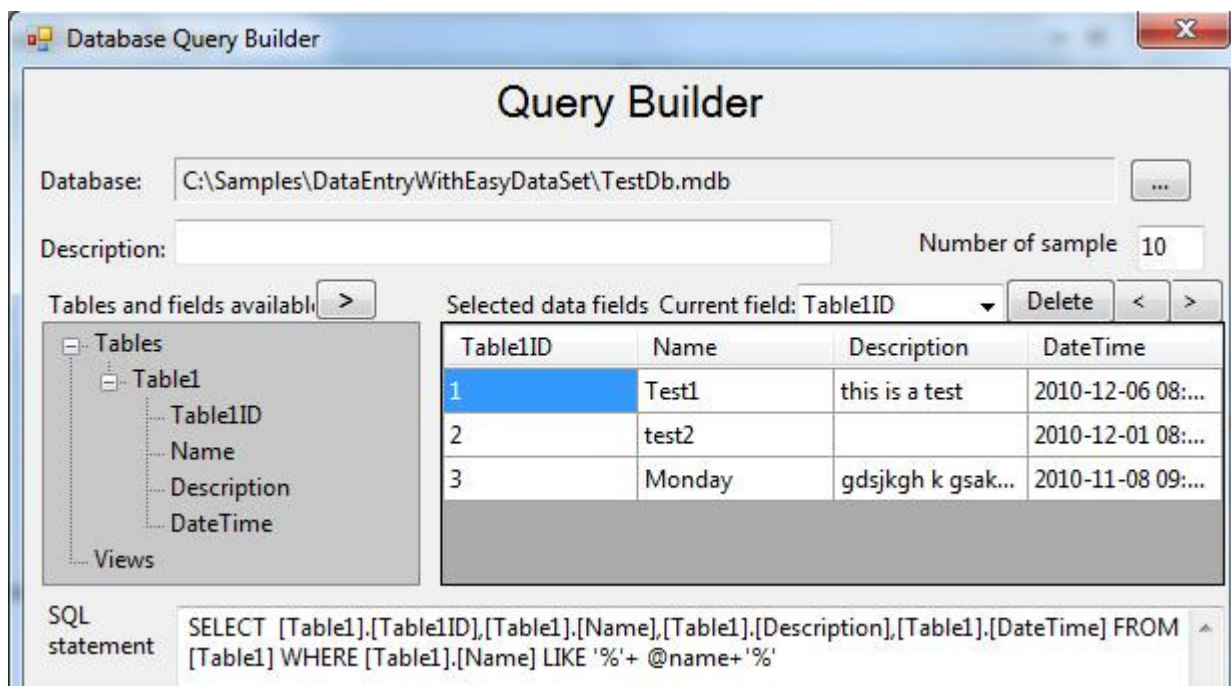 Database Query Builder
Query Builder
Database: C:\Samples\DataEntryWithEasyDataSet\TestDb.mdb ...
Description: Number of sample 10
Tables and fields available > Selected data fields Current field: Table1ID Delete < >
Tables
Table1
Table1ID
Name
Description
DateTime
Views
Table1ID Name Description DateTime
1 Test1 this is a test 2010-12-06 08:...
2 test2 2010-12-01 08:...
3 Monday gdsjkgh k gsak... 2010-11-08 09:...
SQL statement
SELECT [Table1].[Table1ID],[Table1].[Name],[Table1].[Description],[Table1].[DateTime] FROM
[Table1] WHERE [Table1].[Name] LIKE '%'+ @name+'%'